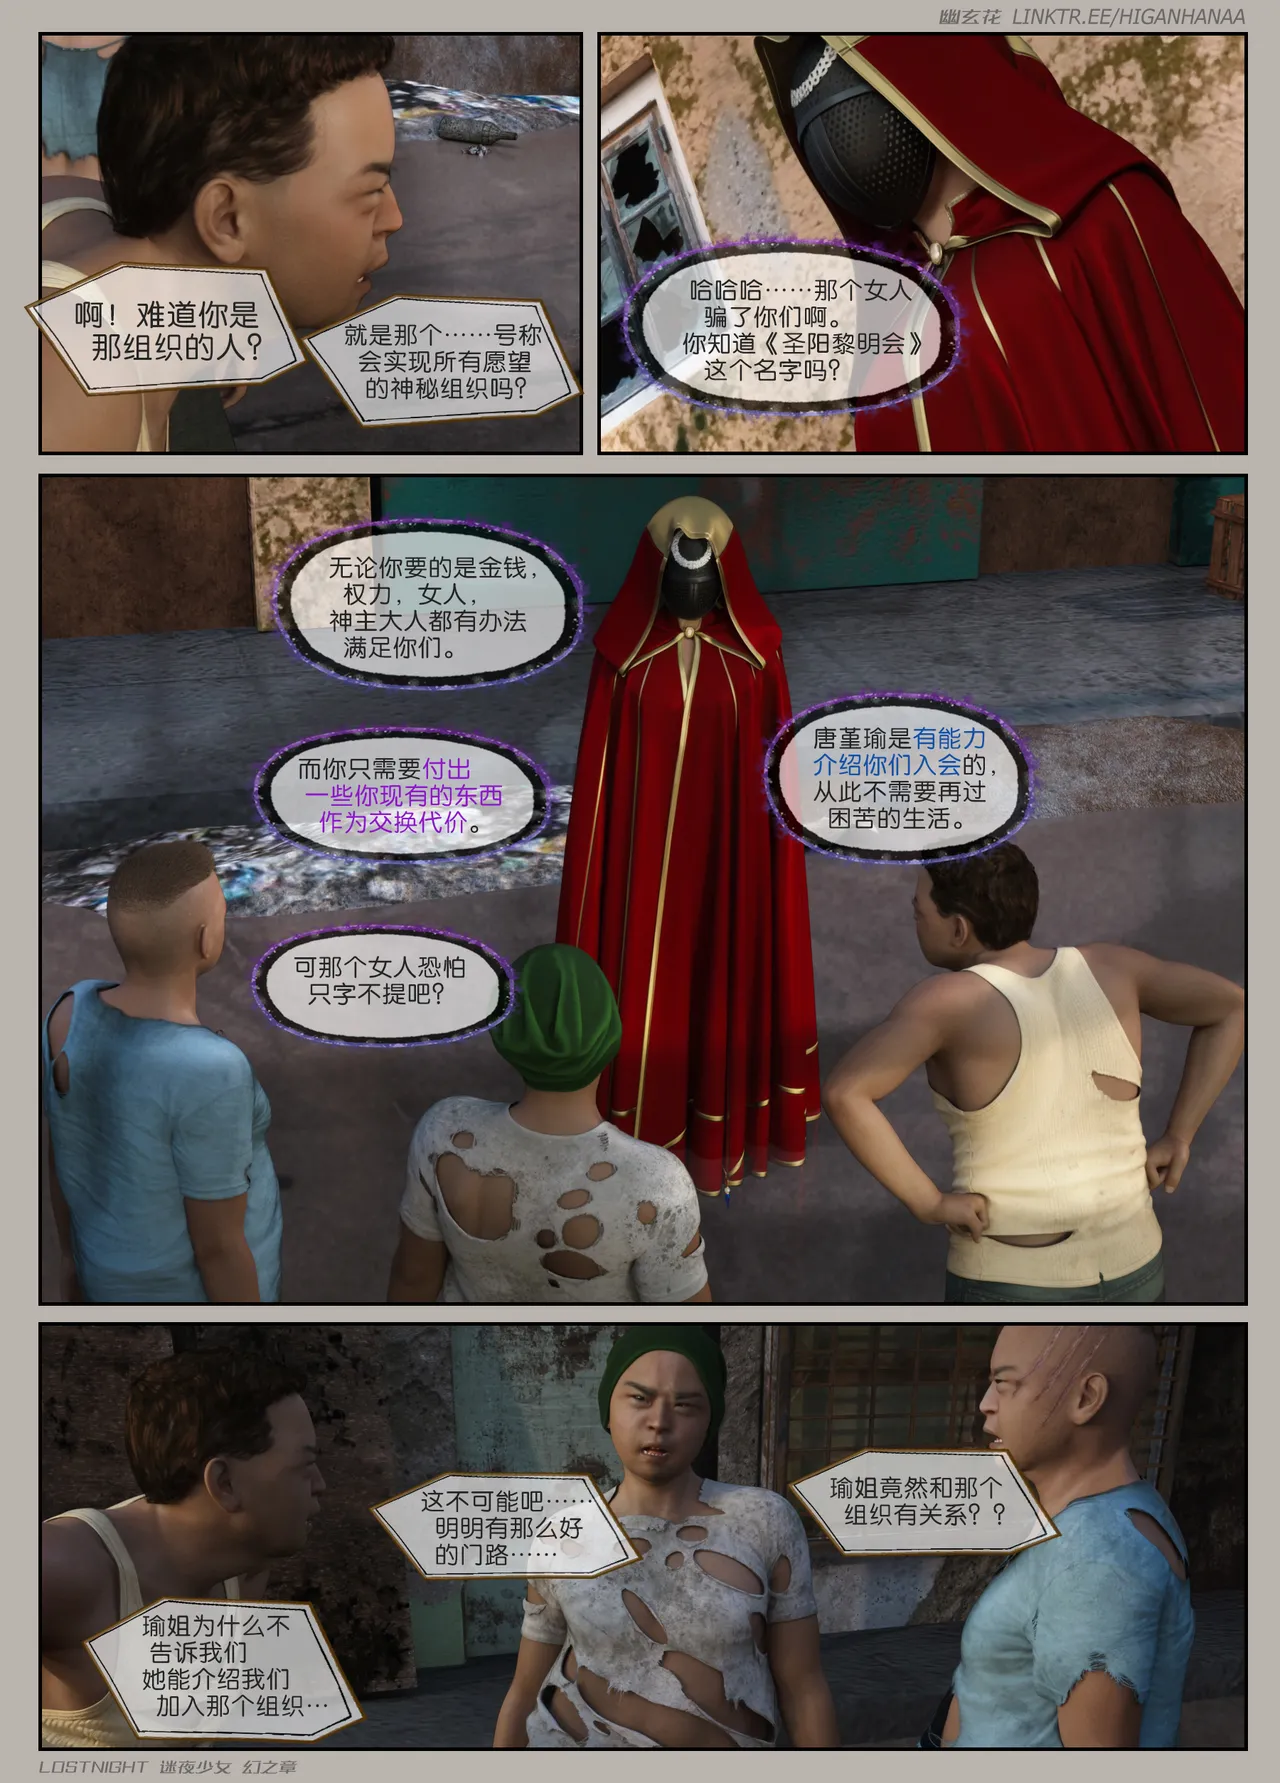 幽玄花 LINKTR.EE/HIGANHANAA
啊！难道你是
那组织的人？
就是那个……号称
会实现所有愿望
的神秘组织吗？
哈哈哈……那个女人
骗了你们啊。
你知道《圣阳黎明会》
这个名字吗？
无论你要的是金钱，
权力，女人，
神主大人都有办法
满足你们。
而你只需要付出
一些你现有的东西
作为交换代价。
唐堇瑜是有能力
介绍你们入会的，
从此不需要再过
困苦的生活。
可那个女人恐怕
只字不提吧？
这不可能吧……
明明有那么好
的门路……
瑜姐竟然和那个
组织有关系？？
瑜姐为什么不
告诉我们
她能介绍我们
加入那个组织…
LOSTNIGHT 迷夜少女 幻之章